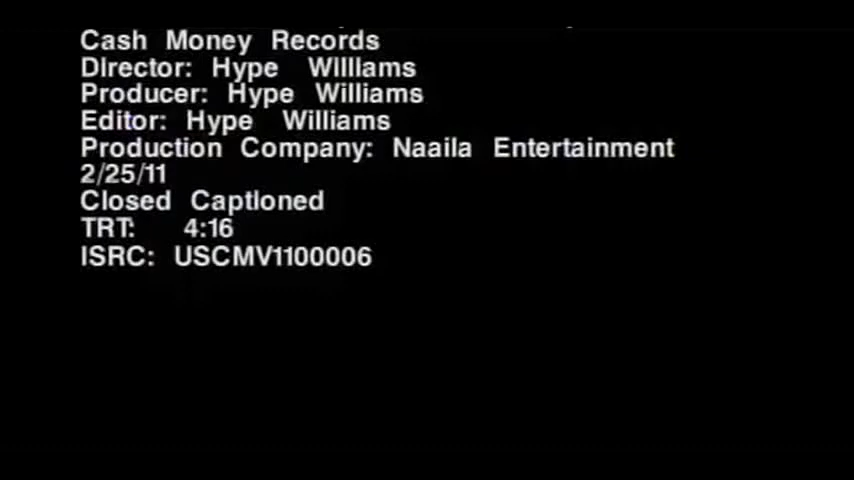 Cash Money Records
Director: Hype Williams
Producer: Hype Williams
Editor: Hype Williams
Production Company: Naaila Entertainment
2/25/11
Closed Captioned
TRT: 4:16
ISRC: USCMV1100006